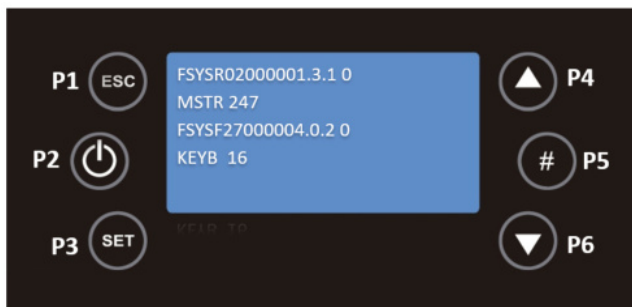 P1 ESC
P2
P3 SET
FSYSR02000001.3.1 0
MSTR 247
FSYSF27000004.0.2 0
KEYB 16
P4
# P5
P6